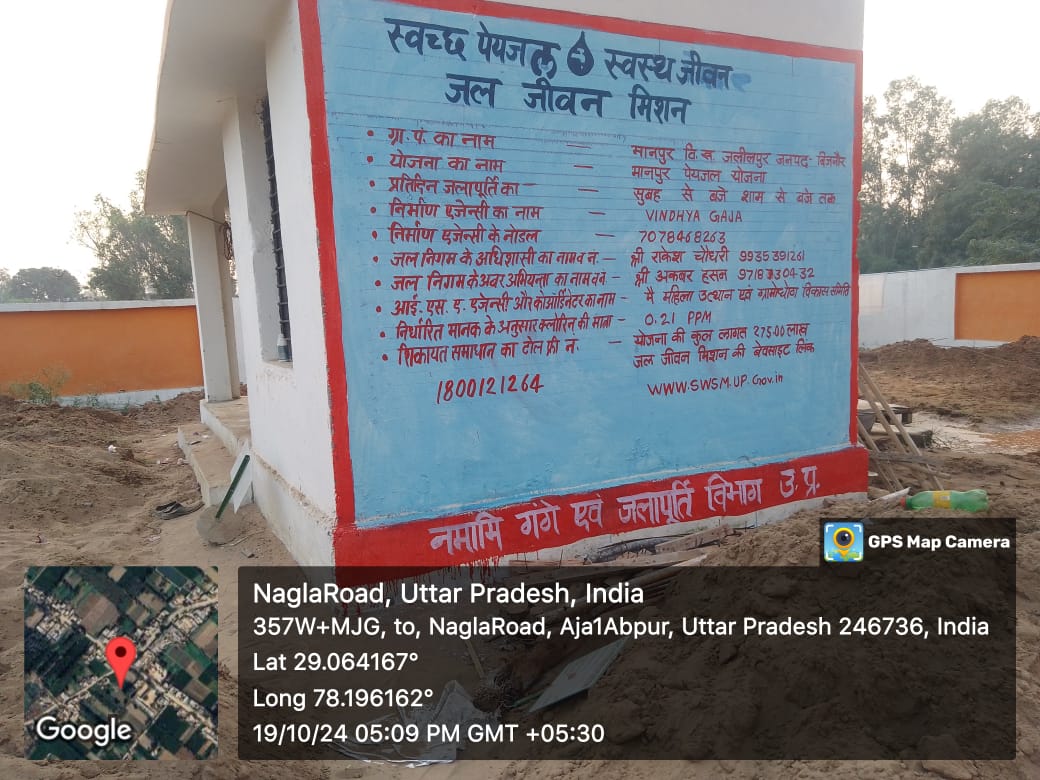 स्वच्छ पेयजल स्वस्थ जीवन
जल जीवन मिशन
• ग्रा. पं. का नाम — मानपुर वि.ख. जलीलपुर जनपद- बिजनौर
• योजना का नाम — मानपुर पेयजल योजना
• प्रतिदिन जलापूर्ति का — सुबह से बजे शाम से बजे तक
• निर्माण एजेन्सी का नाम — VINDHYA GAJA
• निर्माण एजेन्सी के नोडल — 7078468263
• जल निगम के अधिशासी का नाम व नं. — श्री राकेश चौधरी 9935391261
• जल निगम के अवर अभियन्ता का नाम व नं — श्री अकबर हसन
• आई. एस. ए. एजेन्सी और कोऑर्डिनेटर का नाम — मै महिला उत्थान एवं ग्रामोद्योग विकास समिति
• निर्धारित मानक के अनुसार क्लोरिन की मात्रा — 0.21 PPM
• शिकायत समाधान का टोल फ्री नं. — योजना की कुल लागत 275.00 लाख
जल जीवन मिशन की बेवसाइट लिंक
1800121264 WWW.SWSM.UP.Gov.in
नमामि गंगे एवं जलापूर्ति विभाग उ. प्र.
GPS Map Camera
NaglaRoad, Uttar Pradesh, India
357W+MJG, to, NaglaRoad, Aja1Abpur, Uttar Pradesh 246736, India
Lat 29.064167°
Long 78.196162°
19/10/24 05:09 PM GMT +05:30
Google